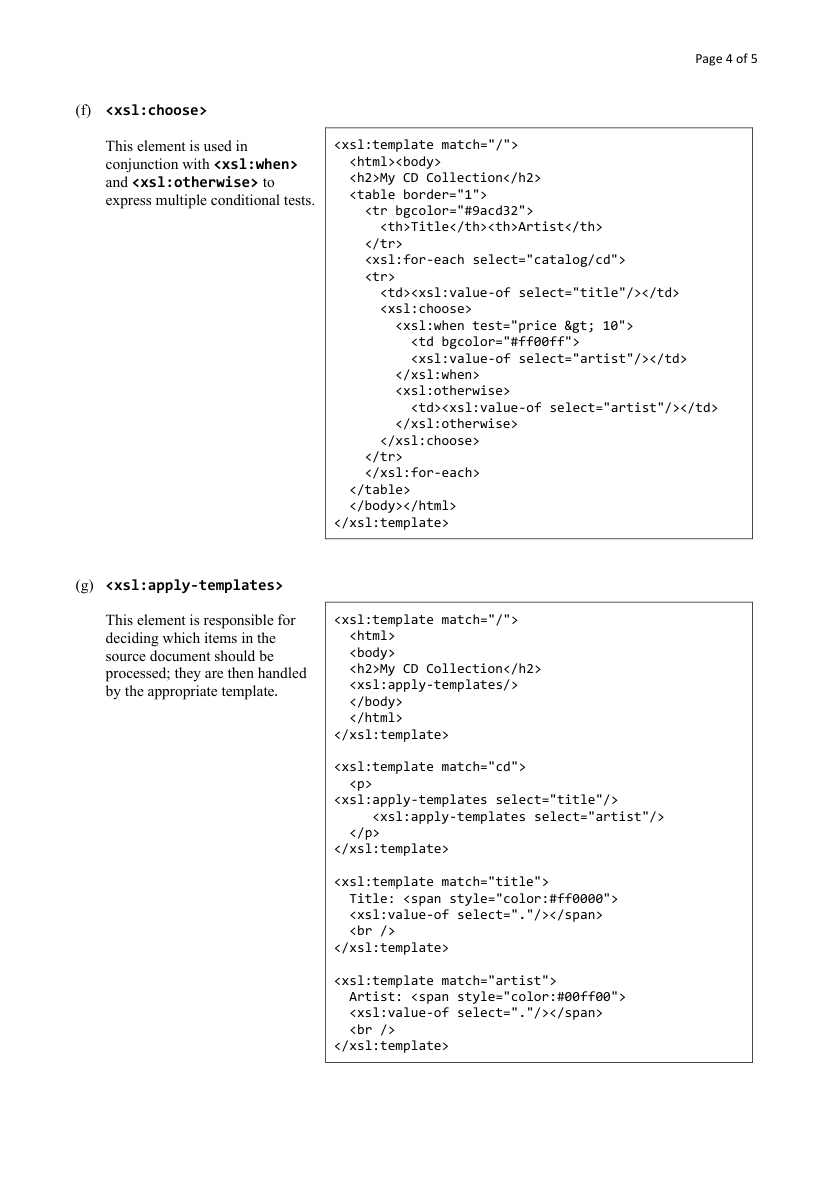 Page 4 of 5
(f) <xsl:choose>
This element is used in
conjunction with <xsl:when>
and <xsl:otherwise> to
express multiple conditional tests.
<xsl:template match="/">
  <html><body>
  <h2>My CD Collection</h2>
  <table border="1">
    <tr bgcolor="#9acd32">
      <th>Title</th><th>Artist</th>
    </tr>
    <xsl:for-each select="catalog/cd">
    <tr>
      <td><xsl:value-of select="title"/></td>
      <xsl:choose>
        <xsl:when test="price &gt; 10">
          <td bgcolor="#ff00ff">
          <xsl:value-of select="artist"/></td>
        </xsl:when>
        <xsl:otherwise>
          <td><xsl:value-of select="artist"/></td>
        </xsl:otherwise>
      </xsl:choose>
    </tr>
    </xsl:for-each>
  </table>
  </body></html>
</xsl:template>
(g) <xsl:apply-templates>
This element is responsible for
deciding which items in the
source document should be
processed; they are then handled
by the appropriate template.
<xsl:template match="/">
  <html>
  <body>
  <h2>My CD Collection</h2>
  <xsl:apply-templates/>
  </body>
  </html>
</xsl:template>
<xsl:template match="cd">
  <p>
<xsl:apply-templates select="title"/>
     <xsl:apply-templates select="artist"/>
  </p>
</xsl:template>
<xsl:template match="title">
  Title: <span style="color:#ff0000">
  <xsl:value-of select="."/></span>
  <br />
</xsl:template>
<xsl:template match="artist">
  Artist: <span style="color:#00ff00">
  <xsl:value-of select="."/></span>
  <br />
</xsl:template>